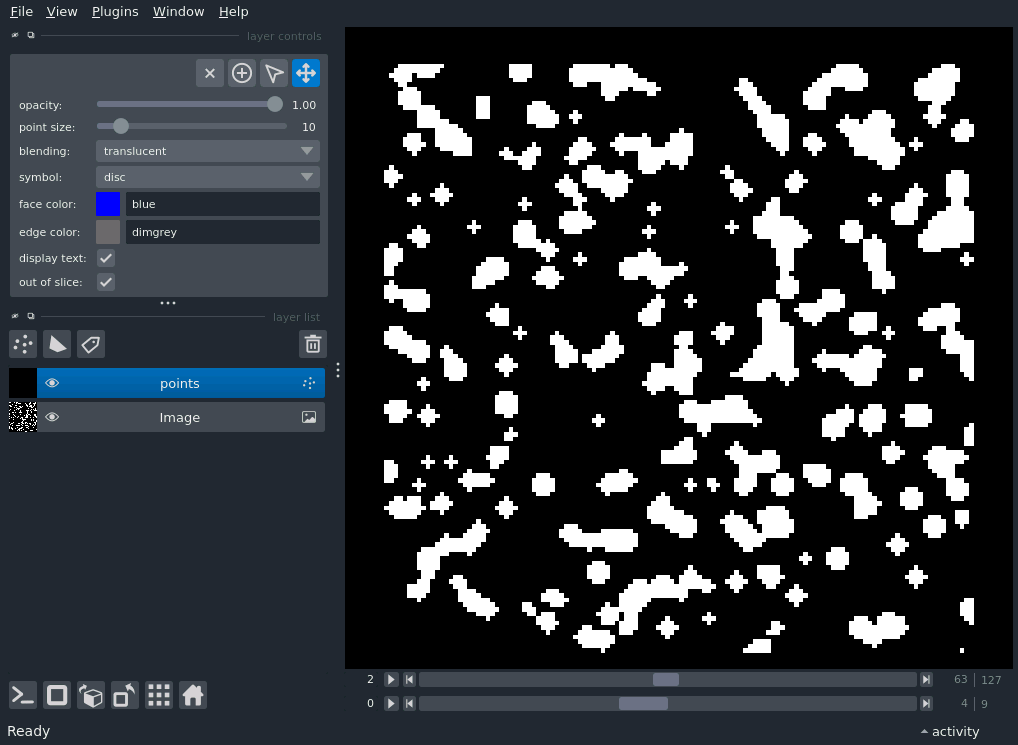 File View Plugins Window Help
layer controls
opacity: 1.00
point size: 10
blending: translucent
symbol: disc
face color: blue
edge color: dimgrey
display text:
out of slice:
layer list
points
Image
2 63 127
0 4 9
Ready activity